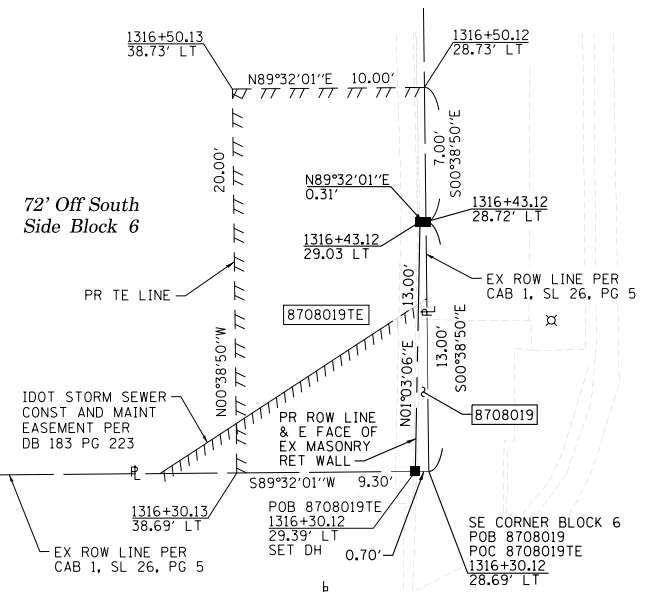 1316+50.13
38.73' LT
1316+50.12
28.73' LT
N89°32'01"E 10.00'
20.00'
7.00'
S00°38'50"E
N89°32'01"E
0.31'
72' Off South
Side Block 6
1316+43.12
28.72' LT
1316+43.12
29.03 LT
PR TE LINE
EX ROW LINE PER
CAB 1, SL 26, PG 5
8708019TE
13.00'
PL
13.00'
S00°38'50"E
N00°38'50"W
N01°03'06"E
IDOT STORM SEWER
CONST AND MAINT
EASEMENT PER
DB 183 PG 223
PR ROW LINE
& E FACE OF
EX MASONRY
RET WALL
8708019
PL
S89°32'01"W 9.30'
1316+30.13
38.69' LT
POB 8708019TE
1316+30.12
29.39' LT
SET DH
0.70'
SE CORNER BLOCK 6
POB 8708019
POC 8708019TE
1316+30.12
28.69' LT
EX ROW LINE PER
CAB 1, SL 26, PG 5